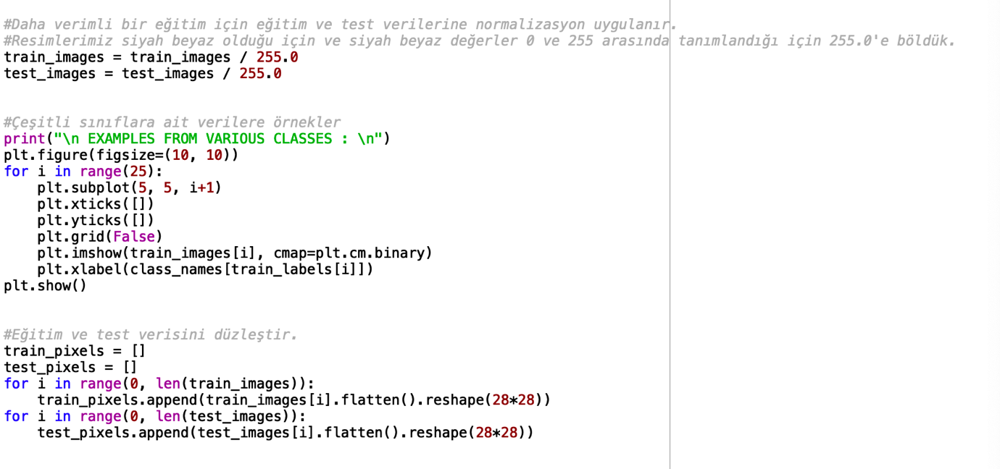 #Daha verimli bir eğitim için eğitim ve test verilerine normalizasyon uygulanır.
#Resimlerimiz siyah beyaz olduğu için ve siyah beyaz değerler 0 ve 255 arasında tanımlandığı için 255.0'e böldük.
train_images = train_images / 255.0
test_images = test_images / 255.0
#Çeşitli sınıflara ait verilere örnekler
print("\n EXAMPLES FROM VARIOUS CLASSES : \n")
plt.figure(figsize=(10, 10))
for i in range(25):
    plt.subplot(5, 5, i+1)
    plt.xticks([])
    plt.yticks([])
    plt.grid(False)
    plt.imshow(train_images[i], cmap=plt.cm.binary)
    plt.xlabel(class_names[train_labels[i]])
plt.show()
#Eğitim ve test verisini düzleştir.
train_pixels = []
test_pixels = []
for i in range(0, len(train_images)):
    train_pixels.append(train_images[i].flatten().reshape(28*28))
for i in range(0, len(test_images)):
    test_pixels.append(test_images[i].flatten().reshape(28*28))